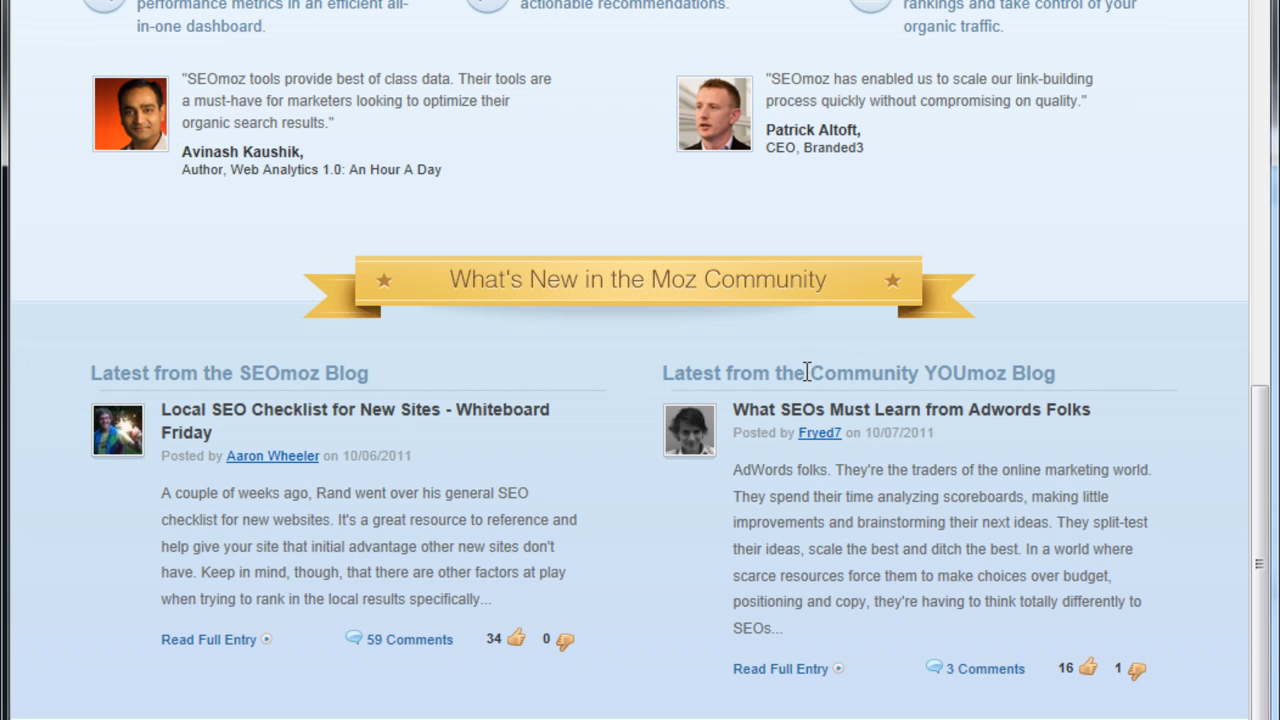 performance metrics in an efficient all-
in-one dashboard.
actionable recommendations.
rankings and take control of your
organic traffic.
"SEOmoz tools provide best of class data. Their tools are
a must-have for marketers looking to optimize their
organic search results."
Avinash Kaushik,
Author, Web Analytics 1.0: An Hour A Day
"SEOmoz has enabled us to scale our link-building
process quickly without compromising on quality."
Patrick Altoft,
CEO, Branded3
What's New in the Moz Community
Latest from the SEOmoz Blog
Local SEO Checklist for New Sites - Whiteboard
Friday
Posted by Aaron Wheeler on 10/06/2011
A couple of weeks ago, Rand went over his general SEO
checklist for new websites. It's a great resource to reference and
help give your site that initial advantage other new sites don't
have. Keep in mind, though, that there are other factors at play
when trying to rank in the local results specifically...
Read Full Entry 59 Comments 34 0
Latest from the Community YOUmoz Blog
What SEOs Must Learn from Adwords Folks
Posted by Fryed7 on 10/07/2011
AdWords folks. They're the traders of the online marketing world.
They spend their time analyzing scoreboards, making little
improvements and brainstorming their next ideas. They split-test
their ideas, scale the best and ditch the best. In a world where
scarce resources force them to make choices over budget,
positioning and copy, they're having to think totally differently to
SEOs...
Read Full Entry 3 Comments 16 1